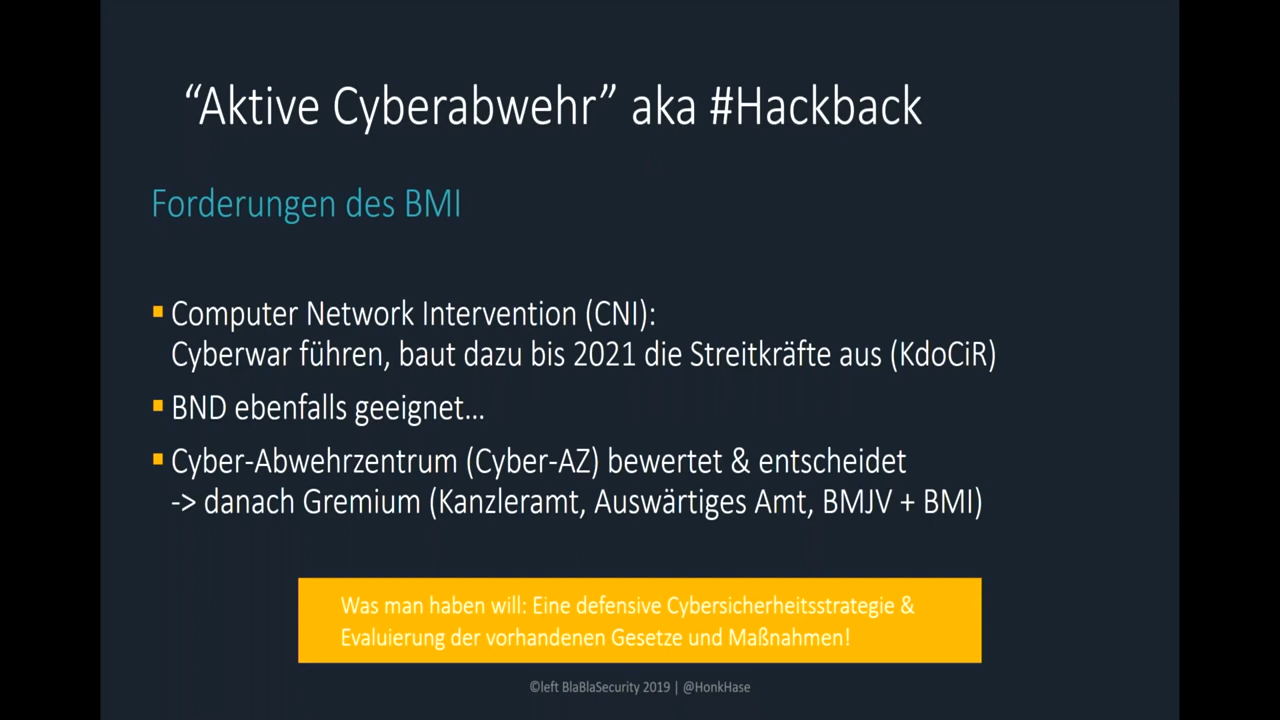 “Aktive Cyberabwehr” aka #Hackback
Forderungen des BMI
▪ Computer Network Intervention (CNI):
Cyberwar führen, baut dazu bis 2021 die Streitkräfte aus (KdoCiR)
▪ BND ebenfalls geeignet…
▪ Cyber-Abwehrzentrum (Cyber-AZ) bewertet & entscheidet
-> danach Gremium (Kanzleramt, Auswärtiges Amt, BMJV + BMI)
Was man haben will: Eine defensive Cybersicherheitsstrategie &
Evaluierung der vorhandenen Gesetze und Maßnahmen!
©left BlaBlaSecurity 2019 | @HonkHase